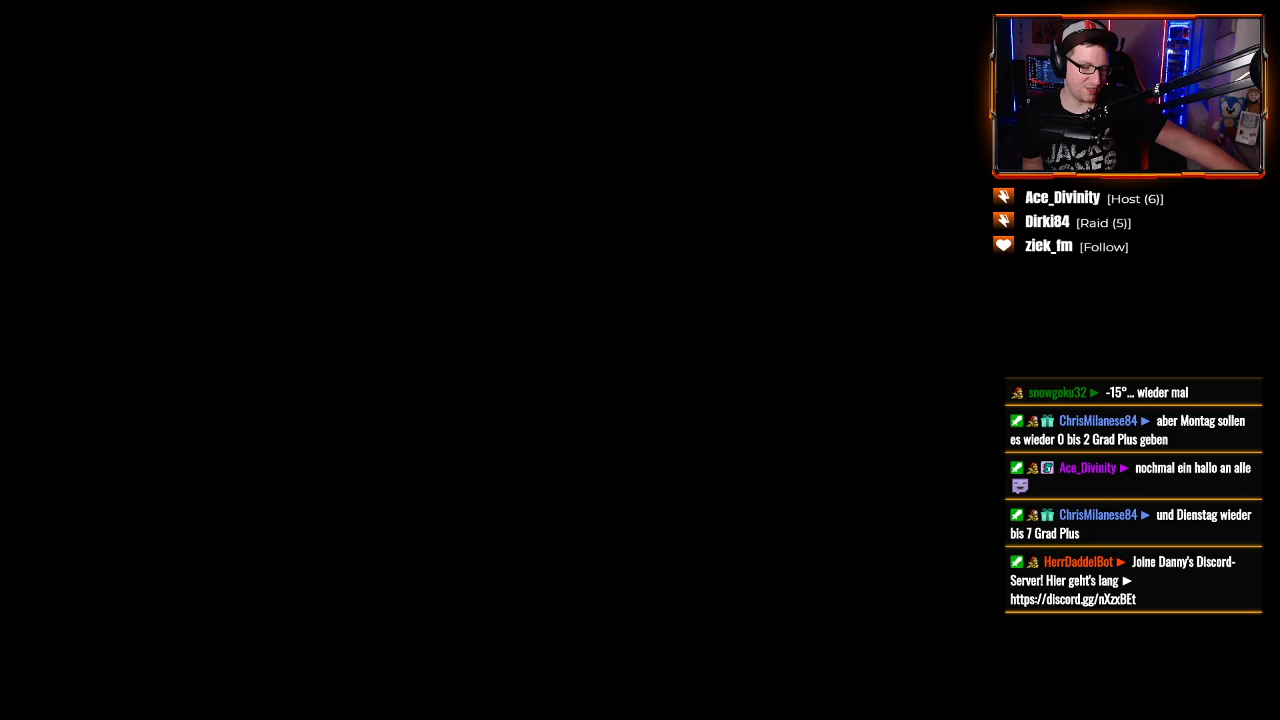 JACK
JONES
Ace_Divinity [Host (6)]
Dirki84 [Raid (5)]
ziek_fm [Follow]
snowgoku32 ► -15°... wieder mal
ChrisMilanese84 ► aber Montag sollen
es wieder 0 bis 2 Grad Plus geben
Ace_Divinity ► nochmal ein hallo an alle
ChrisMilanese84 ► und Dienstag wieder
bis 7 Grad Plus
HerrDaddelBot ► Joine Danny's Discord-
Server! Hier geht's lang ►
https://discord.gg/nXzxBEt